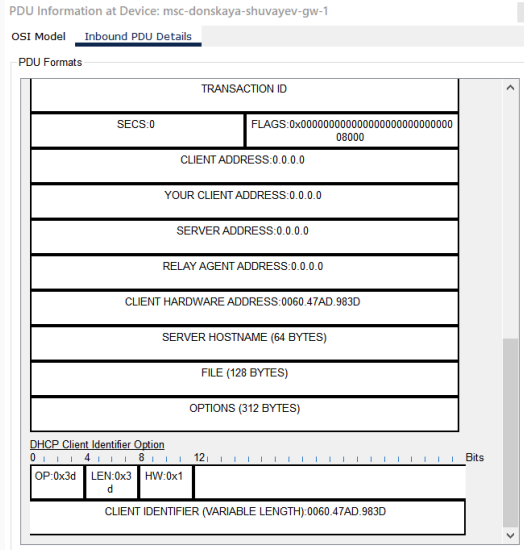 PDU Information at Device: msc-donskaya-shuvayev-gw-1
OSI Model Inbound PDU Details
PDU Formats
TRANSACTION ID
SECS:0 FLAGS:0x00000000000000000000000000
08000
CLIENT ADDRESS:0.0.0.0
YOUR CLIENT ADDRESS:0.0.0.0
SERVER ADDRESS:0.0.0.0
RELAY AGENT ADDRESS:0.0.0.0
CLIENT HARDWARE ADDRESS:0060.47AD.983D
SERVER HOSTNAME (64 BYTES)
FILE (128 BYTES)
OPTIONS (312 BYTES)
DHCP Client Identifier Option
0 4 8 12 Bits
OP:0x3d LEN:0x3 HW:0x1
d
CLIENT IDENTIFIER (VARIABLE LENGTH):0060.47AD.983D